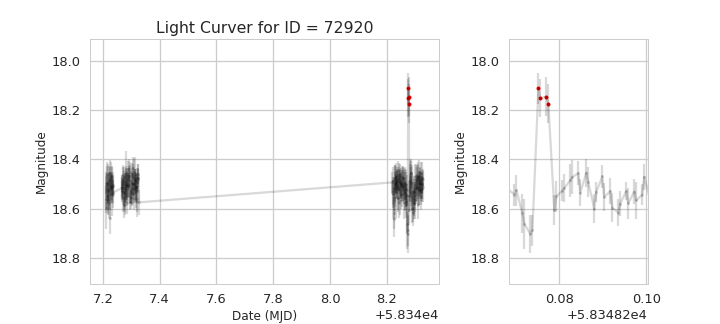 Light Curver for ID = 72920
Magnitude
18.0
18.2
18.4
18.6
18.8
7.2 7.4 7.6 7.8 8.0 8.2
Date (MJD)
+5.834e4
Magnitude
18.0
18.2
18.4
18.6
18.8
0.08 0.10
+5.83482e4